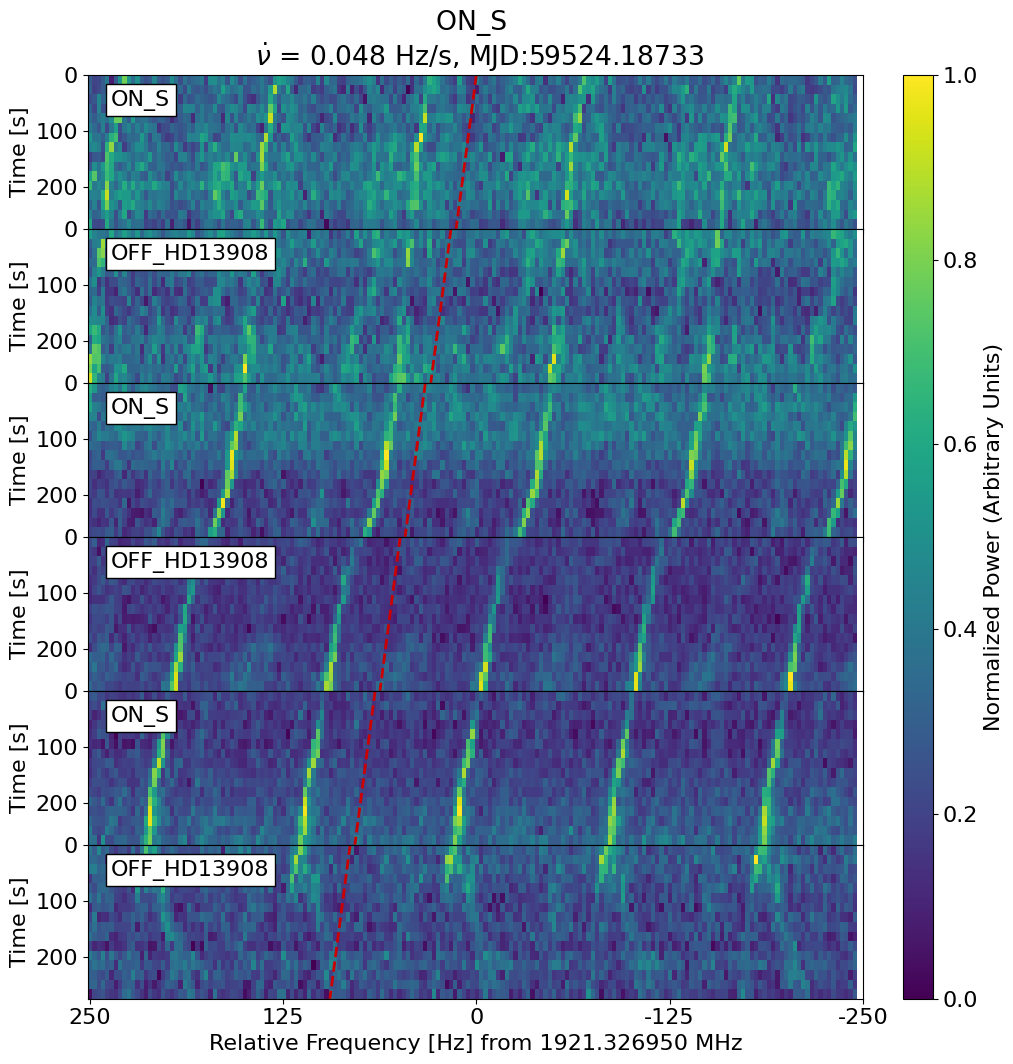 ON_S
ν̇ = 0.048 Hz/s, MJD:59524.18733
0
100
200
Time [s]
ON_S
0
100
200
Time [s]
OFF_HD13908
0
100
200
Time [s]
ON_S
0
100
200
Time [s]
OFF_HD13908
0
100
200
Time [s]
ON_S
0
100
200
Time [s]
OFF_HD13908
250 125 0 -125 -250
Relative Frequency [Hz] from 1921.326950 MHz
1.0
0.8
0.6
0.4
0.2
0.0
Normalized Power (Arbitrary Units)